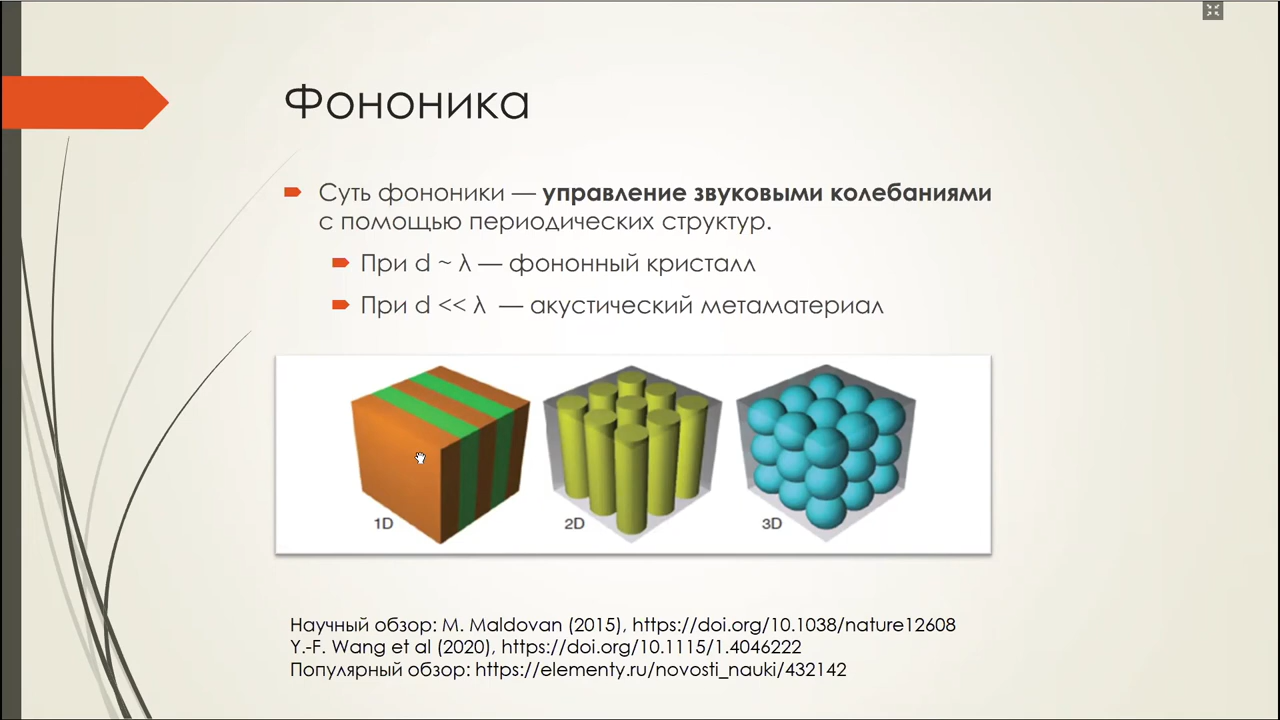 Фононика
Суть фононики — управление звуковыми колебаниями
с помощью периодических структур.
При d ~ λ — фононный кристалл
При d << λ — акустический метаматериал
1D
2D
3D
Научный обзор: M. Maldovan (2015), https://doi.org/10.1038/nature12608
Y.-F. Wang et al (2020), https://doi.org/10.1115/1.4046222
Популярный обзор: https://elementy.ru/novosti_nauki/432142